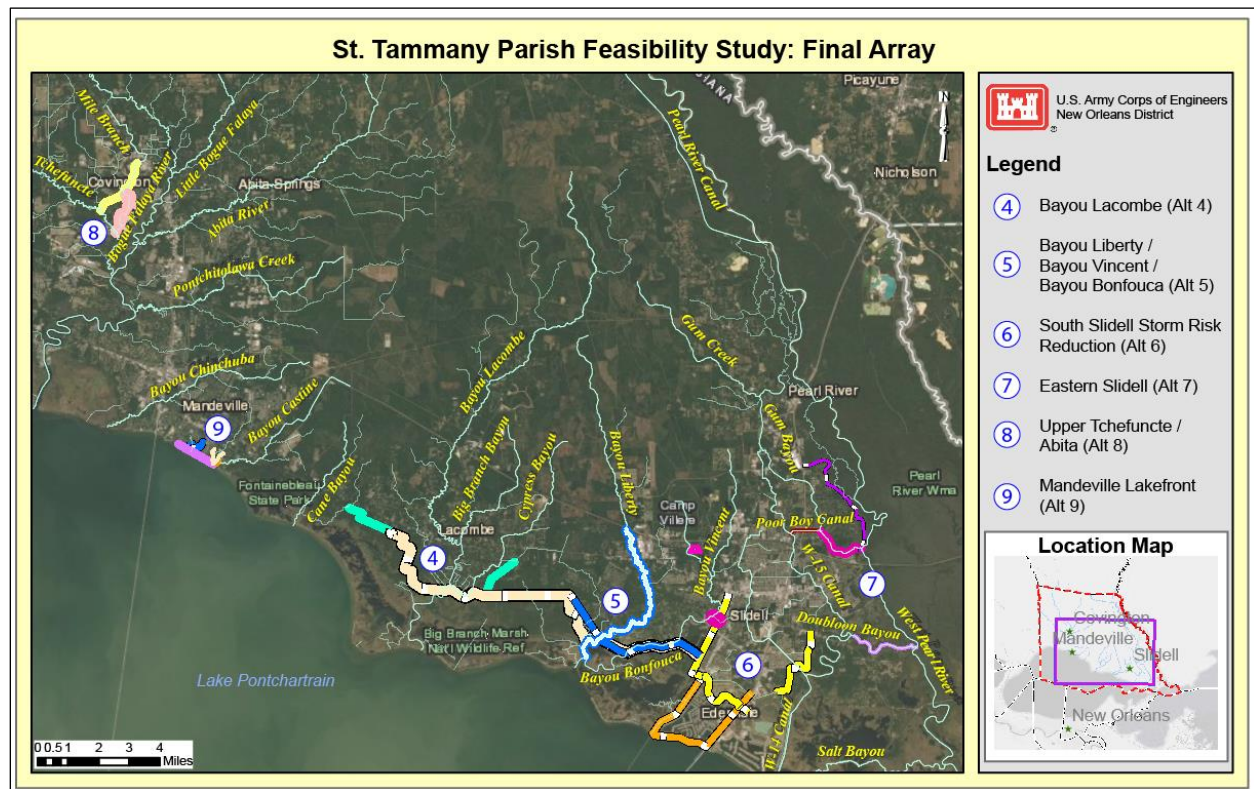 St. Tammany Parish Feasibility Study: Final Array
Picayune
Pearl River Canal
N
Nicholson
Mile Branch
Tchefuncte
Covington
Bogue Falaya River
Little Bogue Falaya
Abita Springs
Abita River
8
Pontchitolawa Creek
Bayou Chinchuba
Mandeville
9
Bayou Castine
Fontainebleau
State Park
Cane Bayou
Bayou Lacombe
Big Branch Bayou
Cypress Bayou
Lacombe
4
Bayou Liberty
5
Gum Creek
Pearl River
Gum Bayou
Pearl
River Wma
Camp
Villere
Bayou Vincent
Poor Boy Canal
W-15 Canal
7
Slidell
Doubloon Bayou
West Pearl River
Big Branch Marsh
Nat'l Wildlife Ref
Bayou Bonfouca
6
W-14 Canal
Salt Bayou
Lake Pontchartrain
0 0.5 1 2 3 4
Miles
U.S. Army Corps of Engineers
New Orleans District
®
Legend
4 Bayou Lacombe (Alt 4)
5 Bayou Liberty /
Bayou Vincent /
Bayou Bonfouca (Alt 5)
6 South Slidell Storm Risk
Reduction (Alt 6)
7 Eastern Slidell (Alt 7)
8 Upper Tchefuncte /
Abita (Alt 8)
9 Mandeville Lakefront
(Alt 9)
Location Map
Covington
Mandeville
Slidell
New Orleans